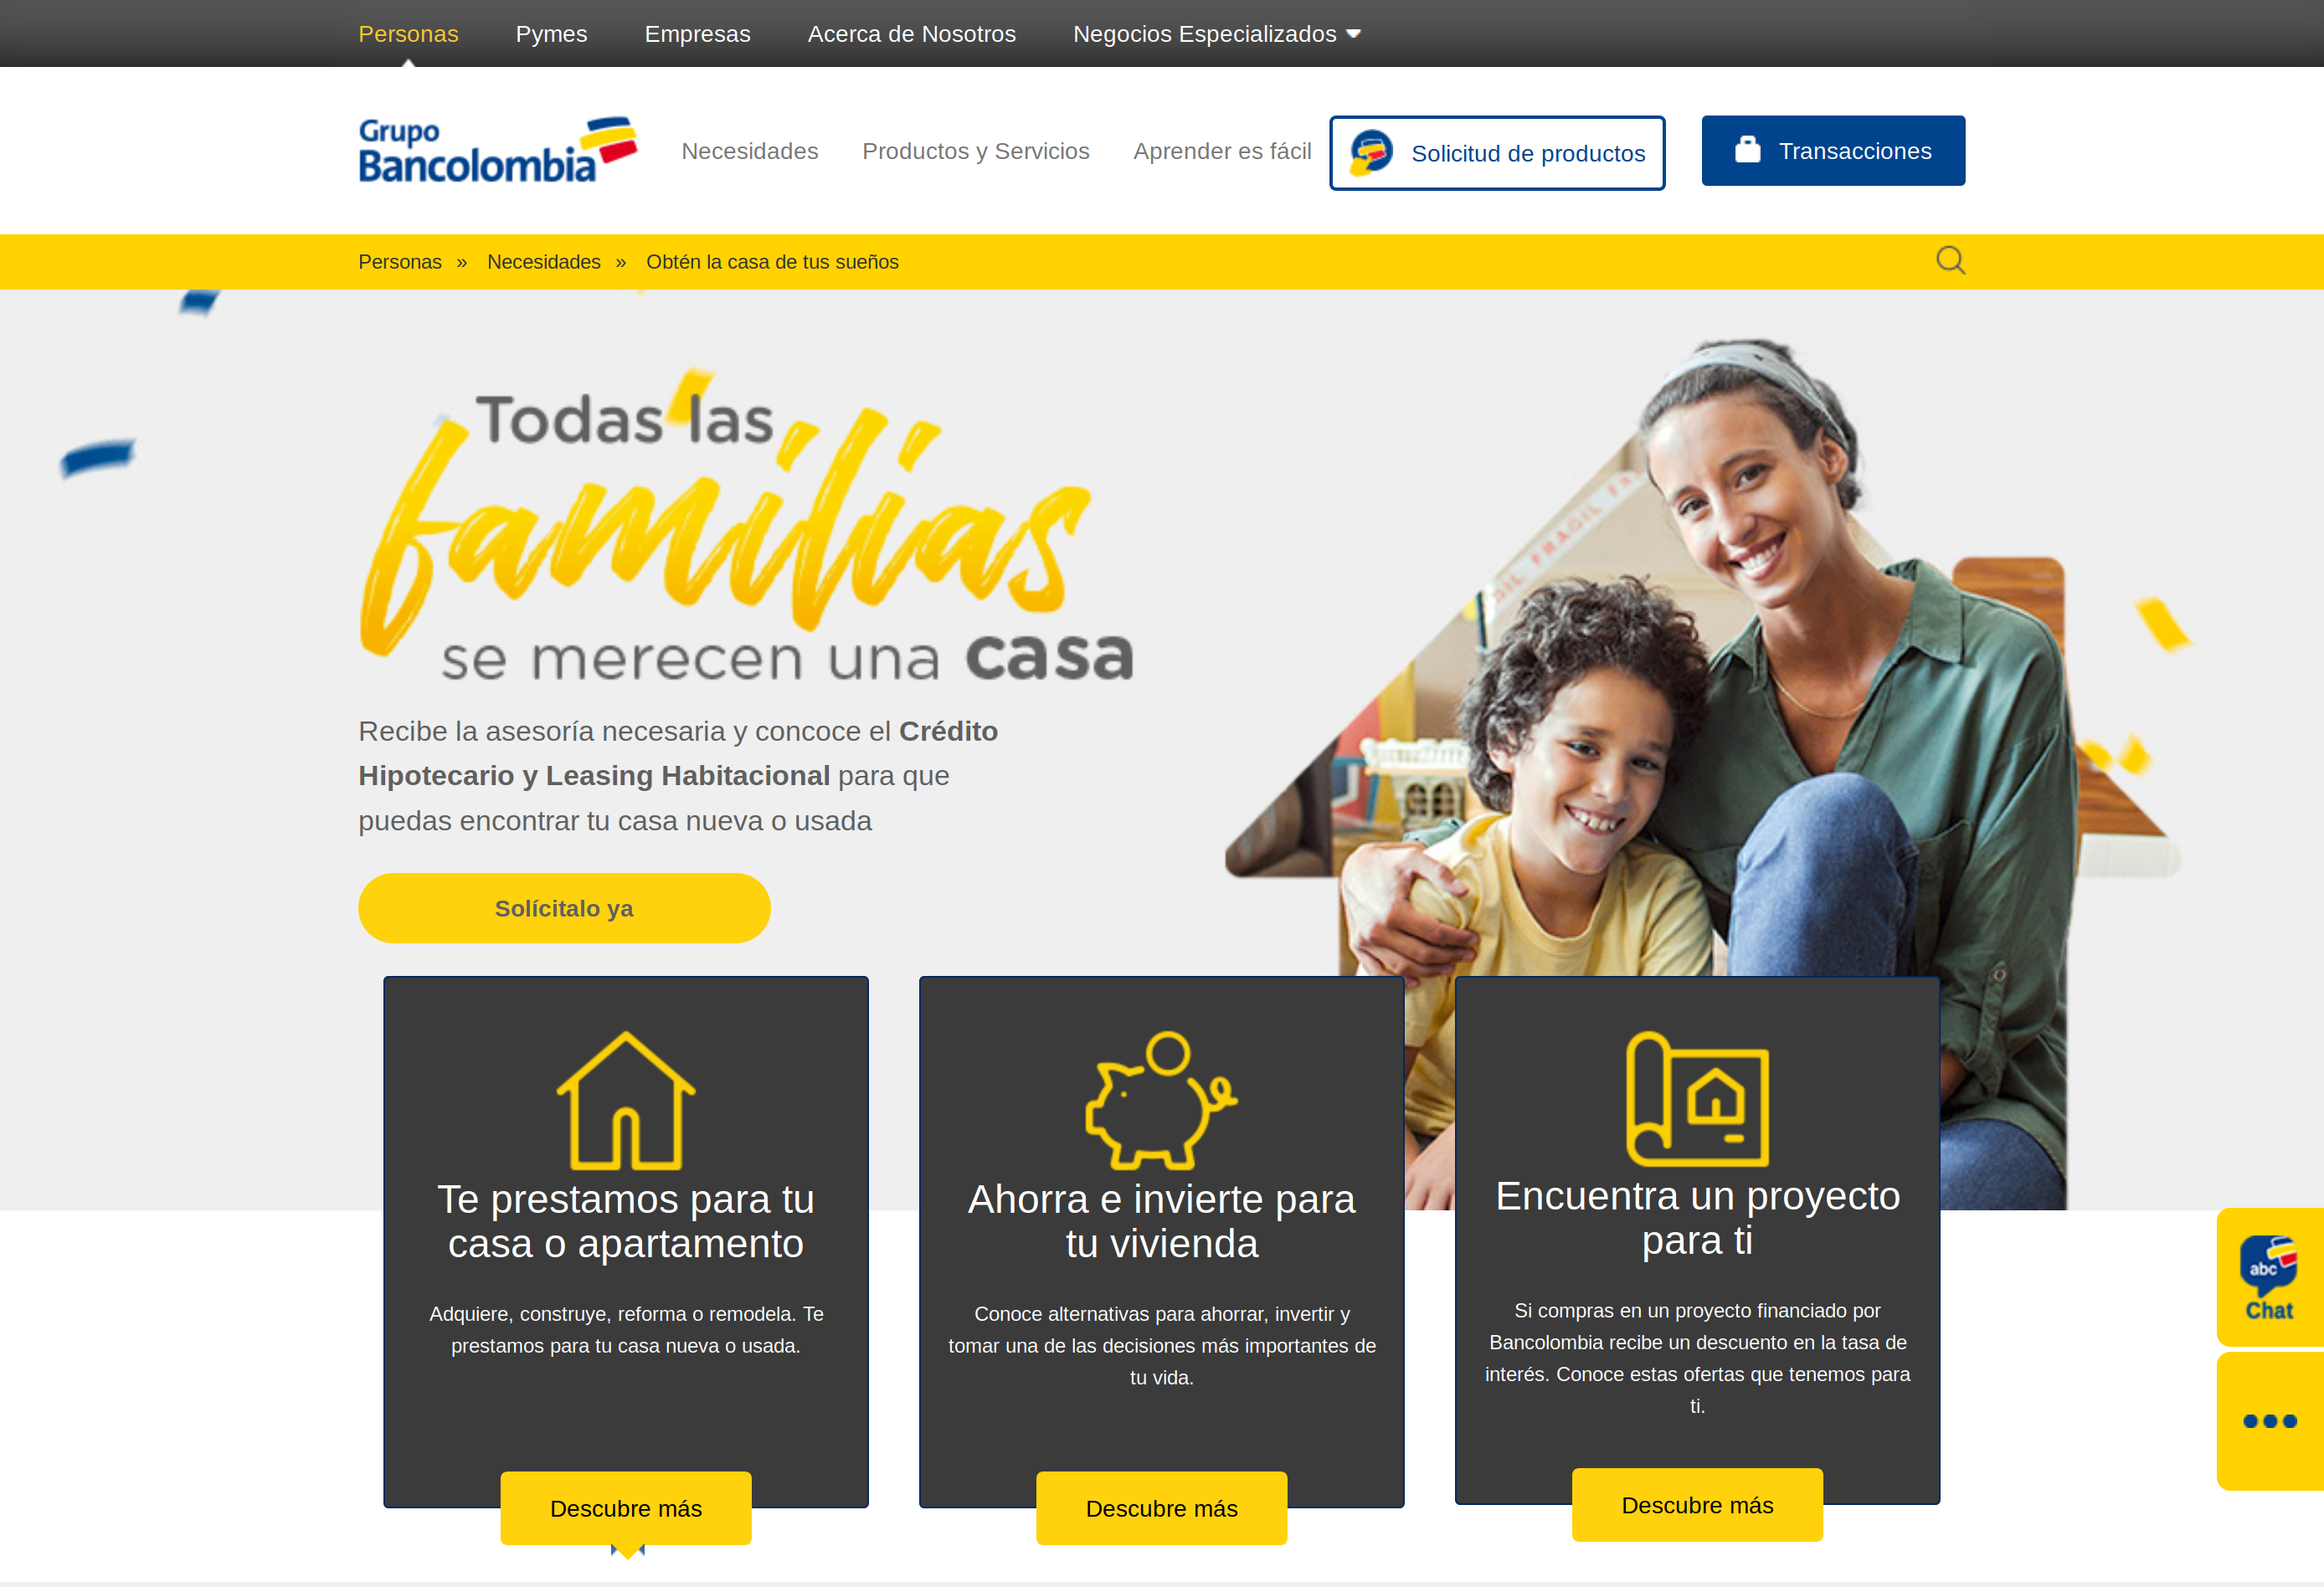 Personas Pymes Empresas Acerca de Nosotros Negocios Especializados
Grupo
Bancolombia
Necesidades Productos y Servicios Aprender es fácil Solicitud de productos Transacciones
Personas » Necesidades » Obtén la casa de tus sueños
Todas las
familias
se merecen una casa
FRAGIL
Recibe la asesoría necesaria y concoce el Crédito
Hipotecario y Leasing Habitacional para que
puedas encontrar tu casa nueva o usada
Solícitalo ya
Te prestamos para tu
casa o apartamento
Adquiere, construye, reforma o remodela. Te
prestamos para tu casa nueva o usada.
Descubre más
Ahorra e invierte para
tu vivienda
Conoce alternativas para ahorrar, invertir y
tomar una de las decisiones más importantes de
tu vida.
Descubre más
Encuentra un proyecto
para ti
Si compras en un proyecto financiado por
Bancolombia recibe un descuento en la tasa de
interés. Conoce estas ofertas que tenemos para
ti.
Descubre más
abc
Chat